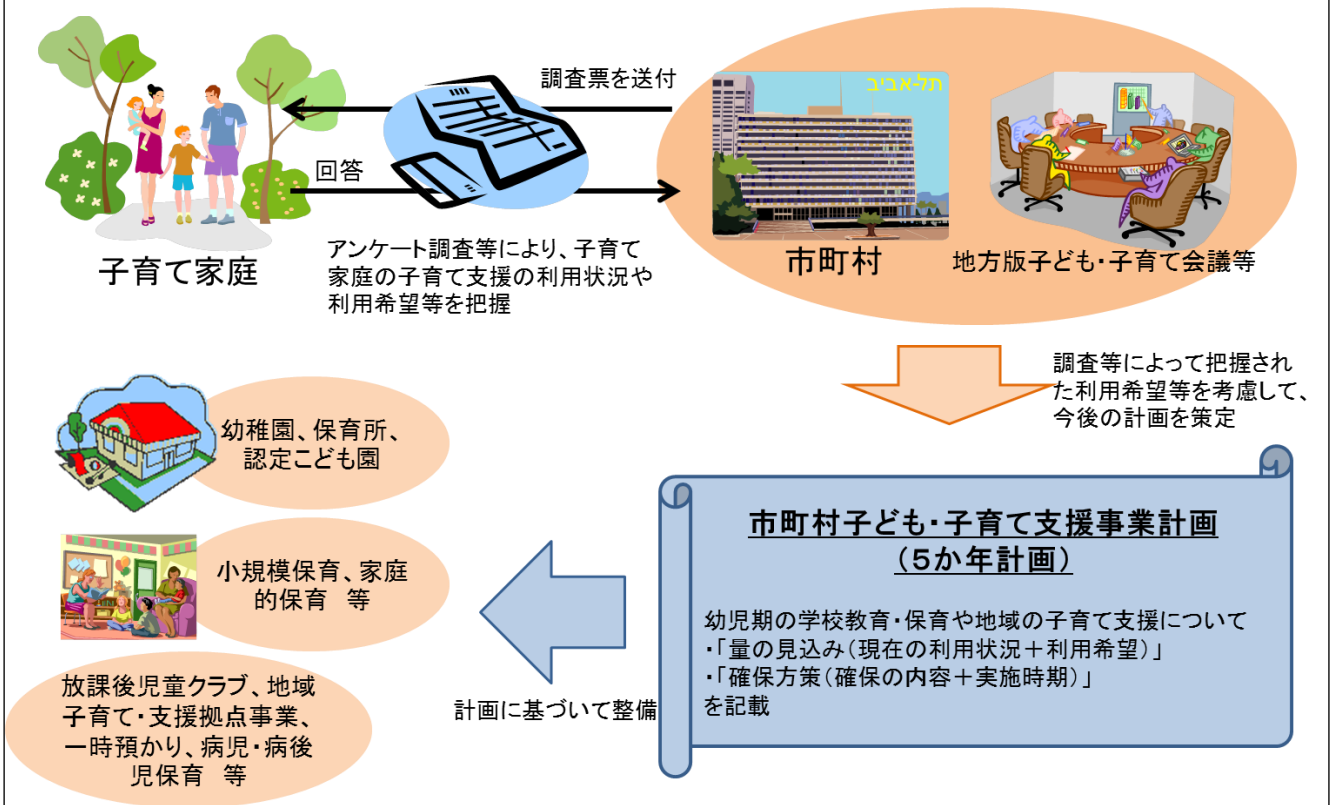 調査票を送付
回答
תל-אביב
アンケート調査等により、子育て
家庭の子育て支援の利用状況や
利用希望等を把握
子育て家庭
市町村
地方版子ども・子育て会議等
調査等によって把握され
た利用希望等を考慮して、
今後の計画を策定
市町村子ども・子育て支援事業計画
(5か年計画)
幼児期の学校教育・保育や地域の子育て支援について
・「量の見込み(現在の利用状況+利用希望)」
・「確保方策(確保の内容+実施時期)」
を記載
計画に基づいて整備
幼稚園、保育所、
認定こども園
小規模保育、家庭
的保育 等
放課後児童クラブ、地域
子育て・支援拠点事業、
一時預かり、病児・病後
児保育 等